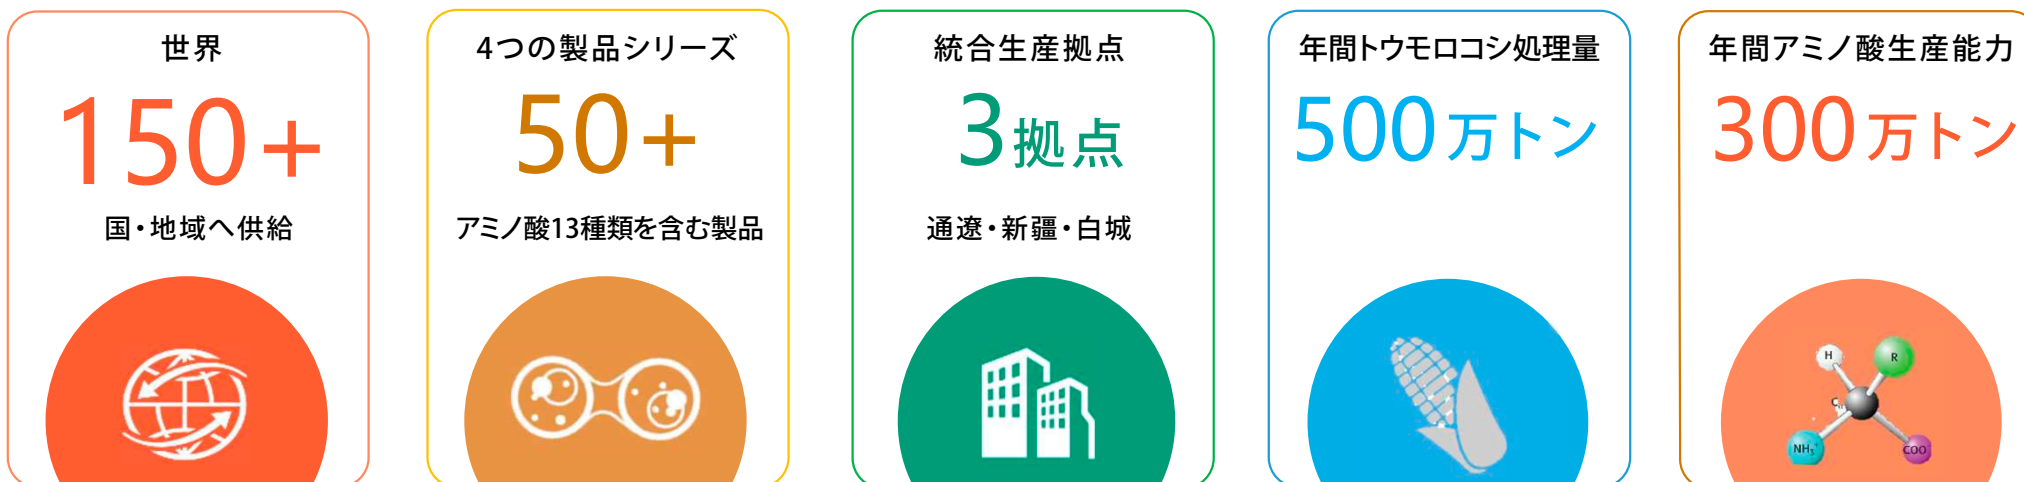 世界
150+
国・地域へ供給
4つの製品シリーズ
50+
アミノ酸13種類を含む製品
統合生産拠点
3拠点
通遼・新疆・白城
年間トウモロコシ処理量
500万トン
年間アミノ酸生産能力
300万トン
H
R
NH₃⁺
COO